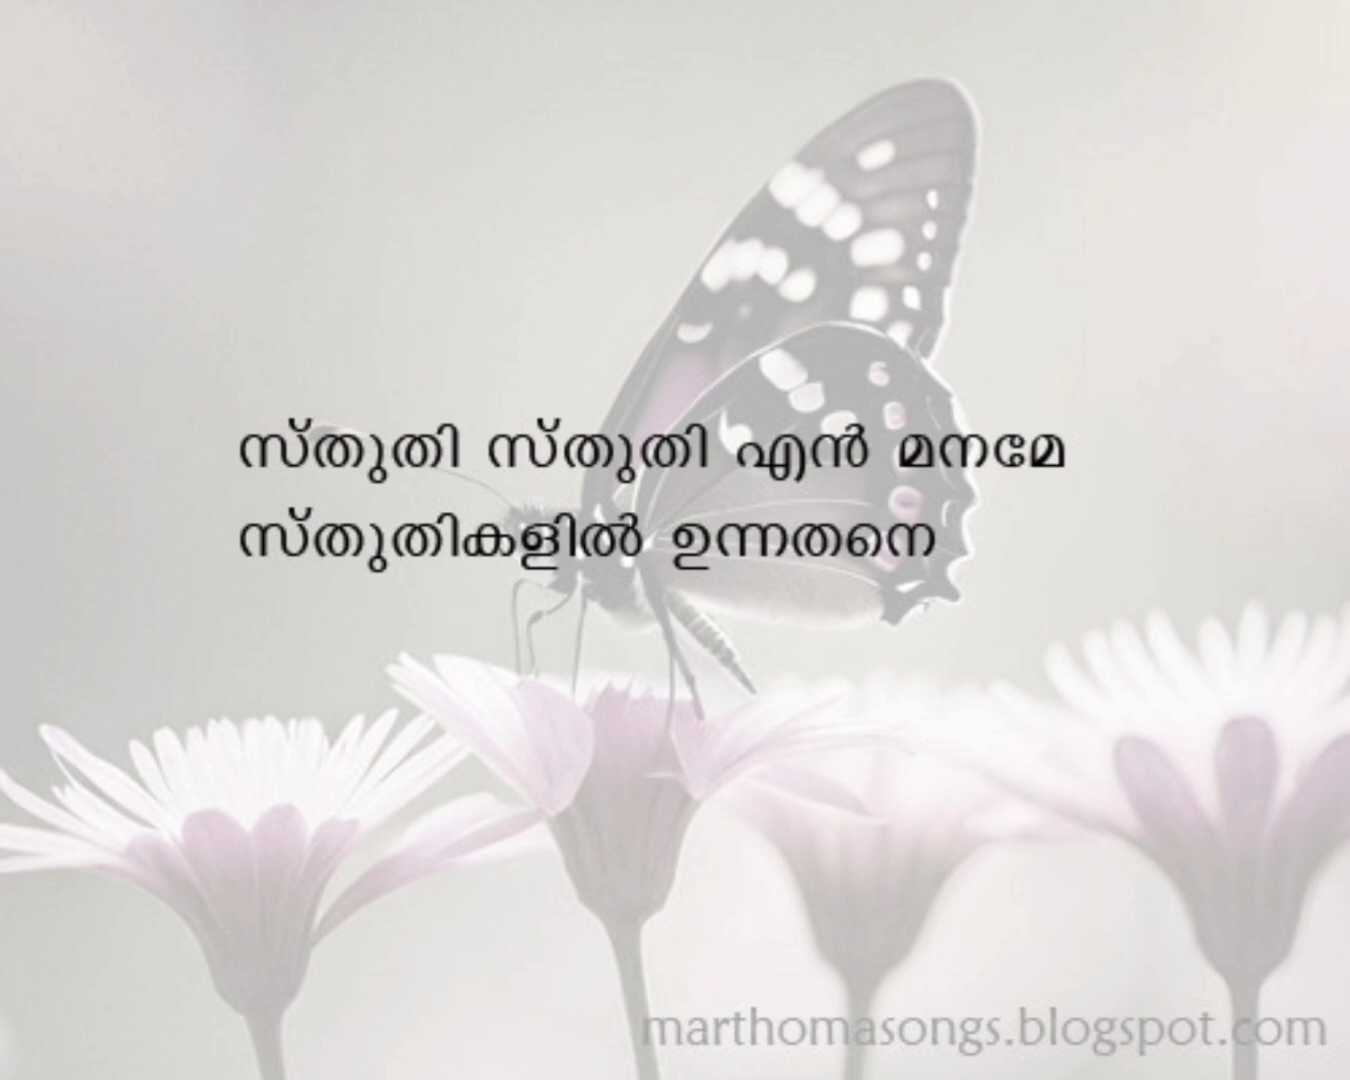 സ്തുതി സ്തുതി എൻ മനമേ
സ്തുതികളിൽ ഉന്നതനെ
marthomasongs.blogspot.com